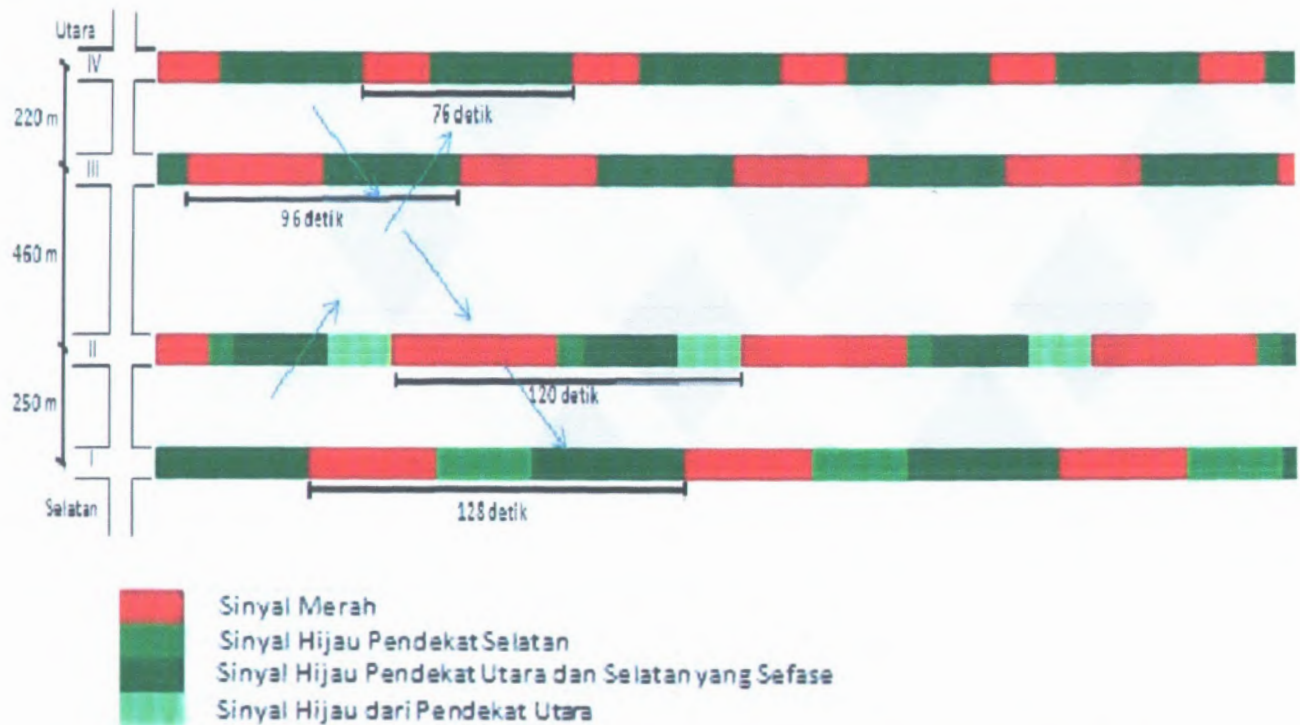 Utara
IV
76 detik
220 m
III
96 detik
460 m
II
120 detik
250 m
I
128 detik
Selatan
Sinyal Merah
Sinyal Hijau Pendekat Selatan
Sinyal Hijau Pendekat Utara dan Selatan yang Sefase
Sinyal Hijau dari Pendekat Utara